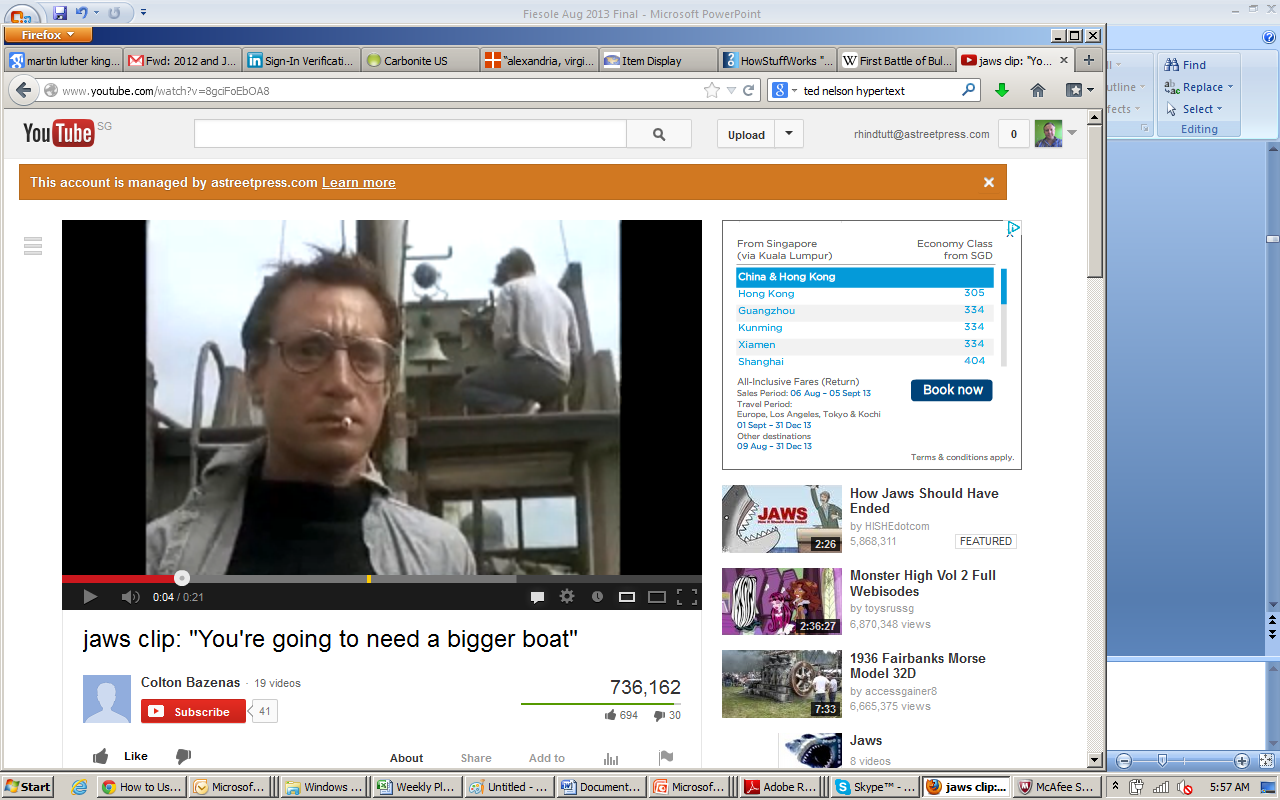 Fiesole Aug 2013 Final - Microsoft PowerPoint
Firefox
martin luther king...
Fwd: 2012 and J...
Sign-In Verificati...
Carbonite US
"alexandria, virgi...
Item Display
HowStuffWorks "...
First Battle of Bul...
jaws clip: "Yo...
www.youtube.com/watch?v=8gciFoEbOA8
ted nelson hypertext
Find
Replace
Select
Editing
YouTube SG
Upload
rhindtutt@astreetpress.com
0
This account is managed by astreetpress.com Learn more
From Singapore
(via Kuala Lumpur)
Economy Class
from SGD
China & Hong Kong
Hong Kong 305
Guangzhou 334
Kunming 334
Xiamen 334
Shanghai 404
All-Inclusive Fares (Return)
Sales Period: 06 Aug – 05 Sept 13
Travel Period:
Europe, Los Angeles, Tokyo & Kochi
01 Sept – 31 Dec 13
Other destinations
09 Aug – 31 Dec 13
Book now
Terms & conditions apply.
JAWS
2:26
How Jaws Should Have
Ended
by HISHEdotcom
5,868,311
FEATURED
2:36:27
Monster High Vol 2 Full
Webisodes
by toysrussg
6,870,348 views
7:33
1936 Fairbanks Morse
Model 32D
by accessgainer8
6,665,375 views
Jaws
8 videos
0:04 / 0:21
jaws clip: "You're going to need a bigger boat"
Colton Bazenas · 19 videos
Subscribe 41
736,162
694 30
Like
About
Share
Add to
Start
How to Us...
Microsof...
Windows ...
Weekly Pl...
Untitled - ...
Document...
Microsof...
Adobe R...
Skype™ - ...
jaws clip:...
McAfee S...
5:57 AM